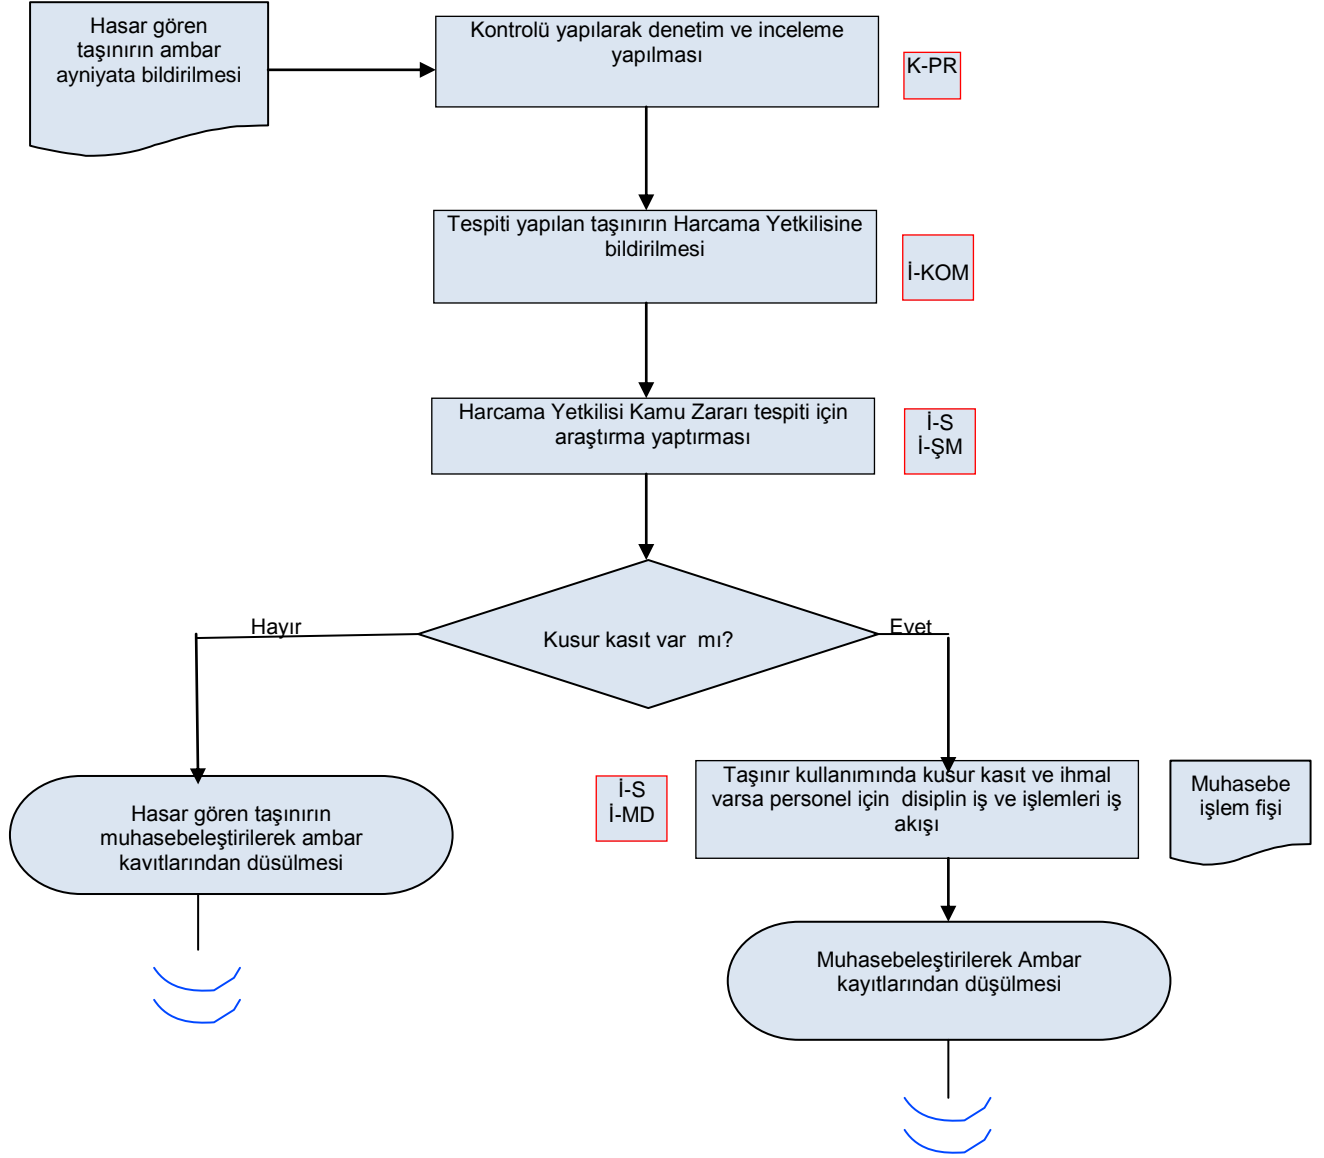 Hasar gören
taşınırın ambar
ayniyata bildirilmesi
Kontrolü yapılarak denetim ve inceleme
yapılması
K-PR
Tespiti yapılan taşınırın Harcama Yetkilisine
bildirilmesi
İ-KOM
Harcama Yetkilisi Kamu Zararı tespiti için
araştırma yaptırması
İ-S
İ-ŞM
Kusur kasıt var mı?
Hayır
Evet
Hasar gören taşınırın
muhasebeleştirilerek ambar
kayıtlarından düşülmesi
İ-S
İ-MD
Taşınır kullanımında kusur kasıt ve ihmal
varsa personel için disiplin iş ve işlemleri iş
akışı
Muhasebe
işlem fişi
Muhasebeleştirilerek Ambar
kayıtlarından düşülmesi